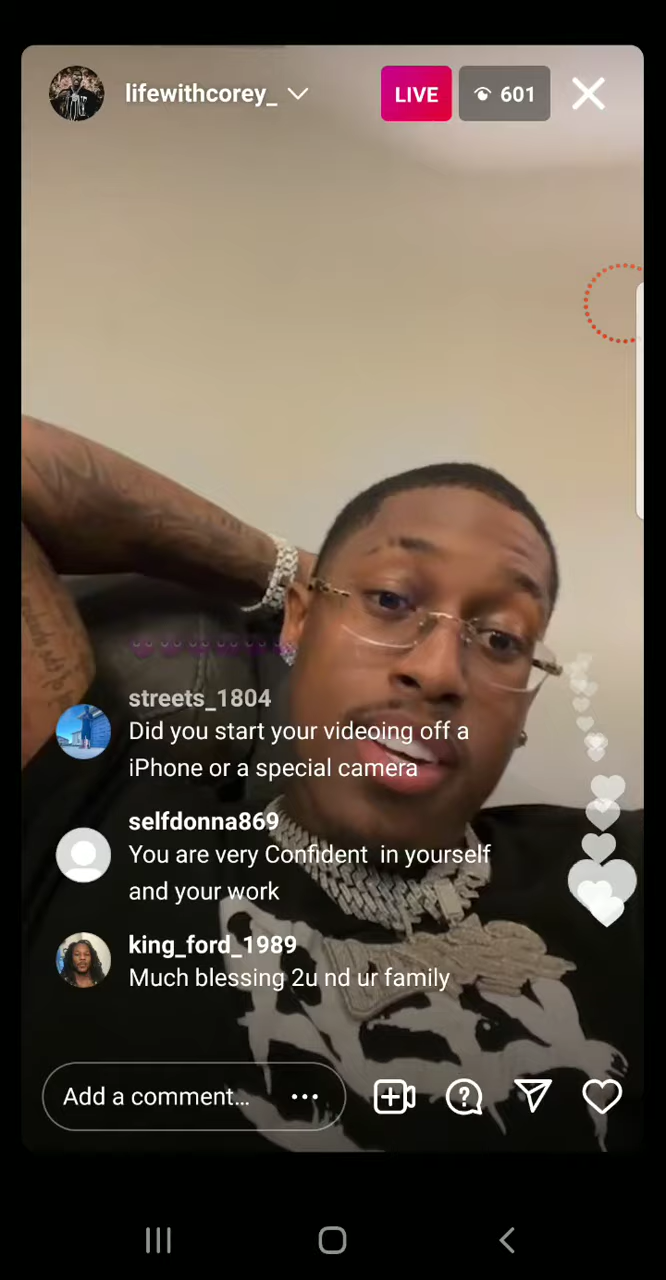 lifewithcorey_
LIVE
601
streets_1804
Did you start your videoing off a
iPhone or a special camera
selfdonna869
You are very Confident in yourself
and your work
king_ford_1989
Much blessing 2u nd ur family
Add a comment...